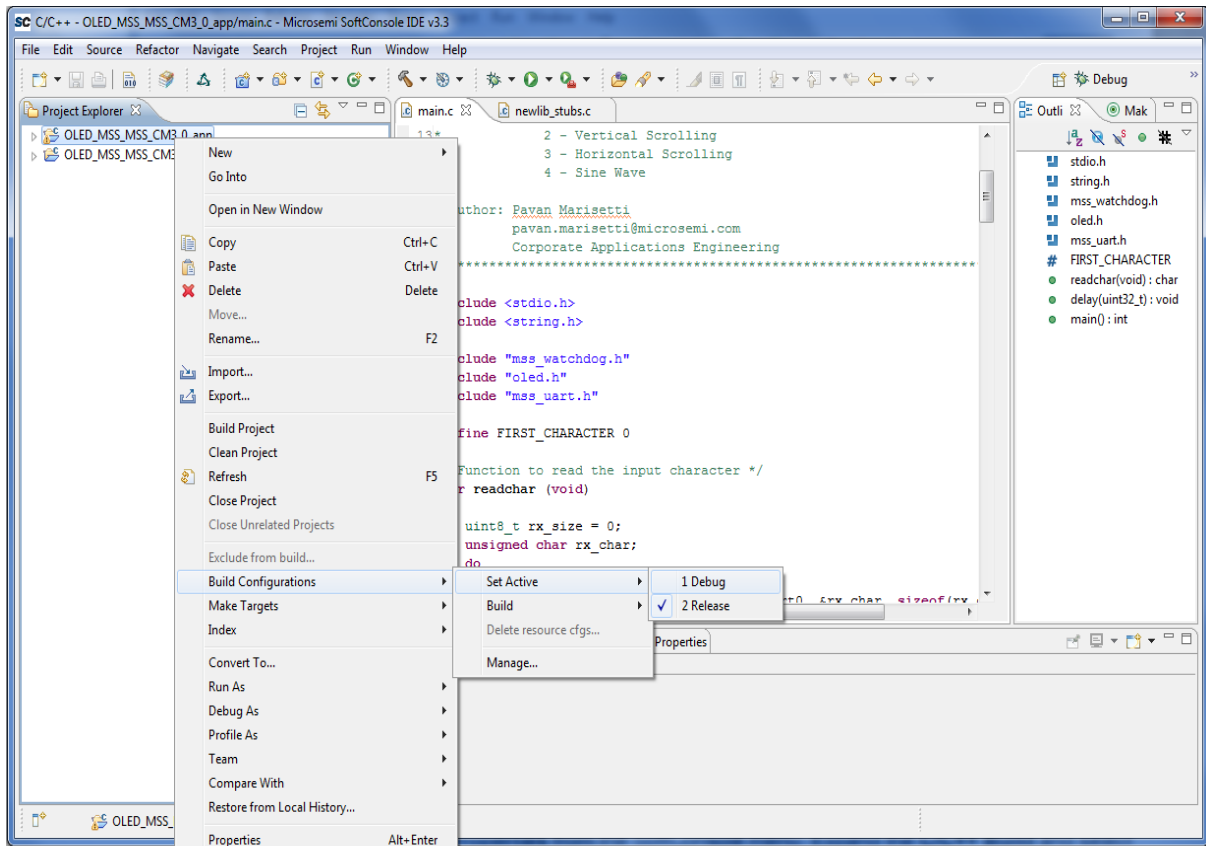 SC C/C++ - OLED_MSS_MSS_CM3_0_app/main.c - Microsemi SoftConsole IDE v3.3
File Edit Source Refactor Navigate Search Project Run Window Help
Debug
Project Explorer
OLED_MSS_MSS_CM3_0_app
OLED_MSS_MSS_CM3
New
Go Into
Open in New Window
Copy Ctrl+C
Paste Ctrl+V
Delete Delete
Move...
Rename... F2
Import...
Export...
Build Project
Clean Project
Refresh F5
Close Project
Close Unrelated Projects
Exclude from build...
Build Configurations
Make Targets
Index
Convert To...
Run As
Debug As
Profile As
Team
Compare With
Restore from Local History...
Properties Alt+Enter
Set Active
Build
Delete resource cfgs...
Manage...
1 Debug
2 Release
main.c newlib_stubs.c
13* 2 - Vertical Scrolling
3 - Horizontal Scrolling
4 - Sine Wave
uthor: Pavan Marisetti
pavan.marisetti@microsemi.com
Corporate Applications Engineering
*****************************************************************
clude <stdio.h>
clude <string.h>
clude "mss_watchdog.h"
clude "oled.h"
clude "mss_uart.h"
fine FIRST_CHARACTER 0
Function to read the input character */
r readchar (void)
uint8_t rx_size = 0;
unsigned char rx_char;
do
rt0, &rx_char, sizeof(rx_
Properties
Outli Mak
stdio.h
string.h
mss_watchdog.h
oled.h
mss_uart.h
# FIRST_CHARACTER
readchar(void) : char
delay(uint32_t) : void
main() : int
OLED_MSS_